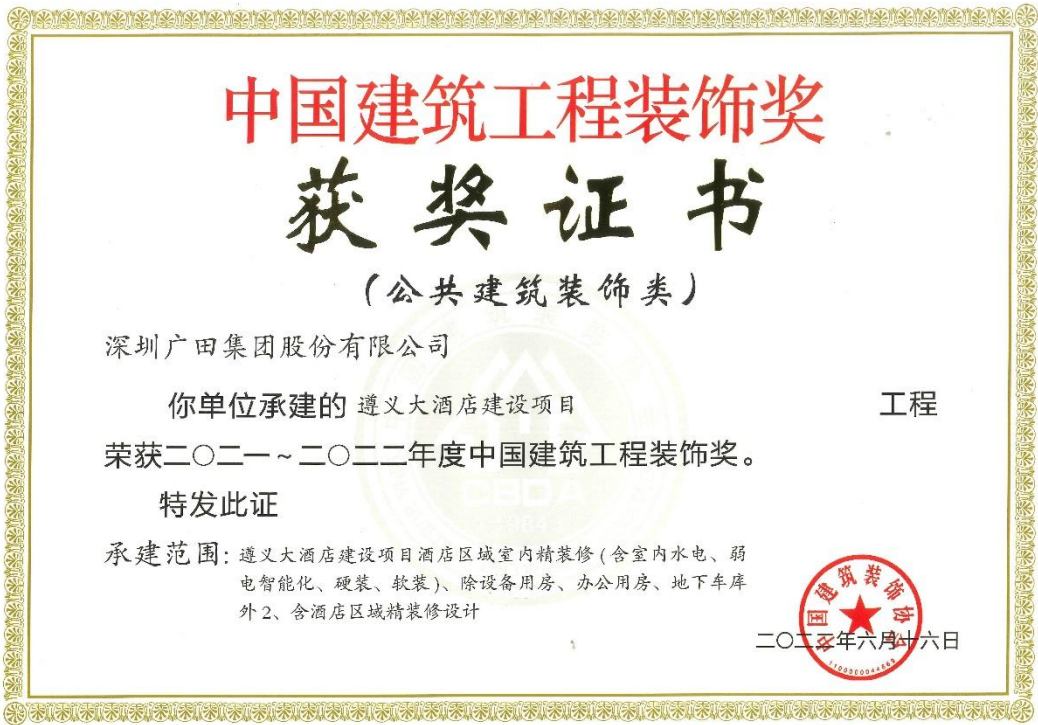 中国建筑工程装饰奖
获奖证书
(公共建筑装饰类)
深圳广田集团股份有限公司
你单位承建的 遵义大酒店建设项目 工程
荣获二〇二一~二〇二二年度中国建筑工程装饰奖。
特发此证
承建范围: 遵义大酒店建设项目酒店区域室内精装修(含室内水电、弱
电智能化、硬装、软装)、除设备用房、办公用房、地下车库
外2、含酒店区域精装修设计
中国建筑装饰协会
二〇二二年六月十六日
CBDA
1984